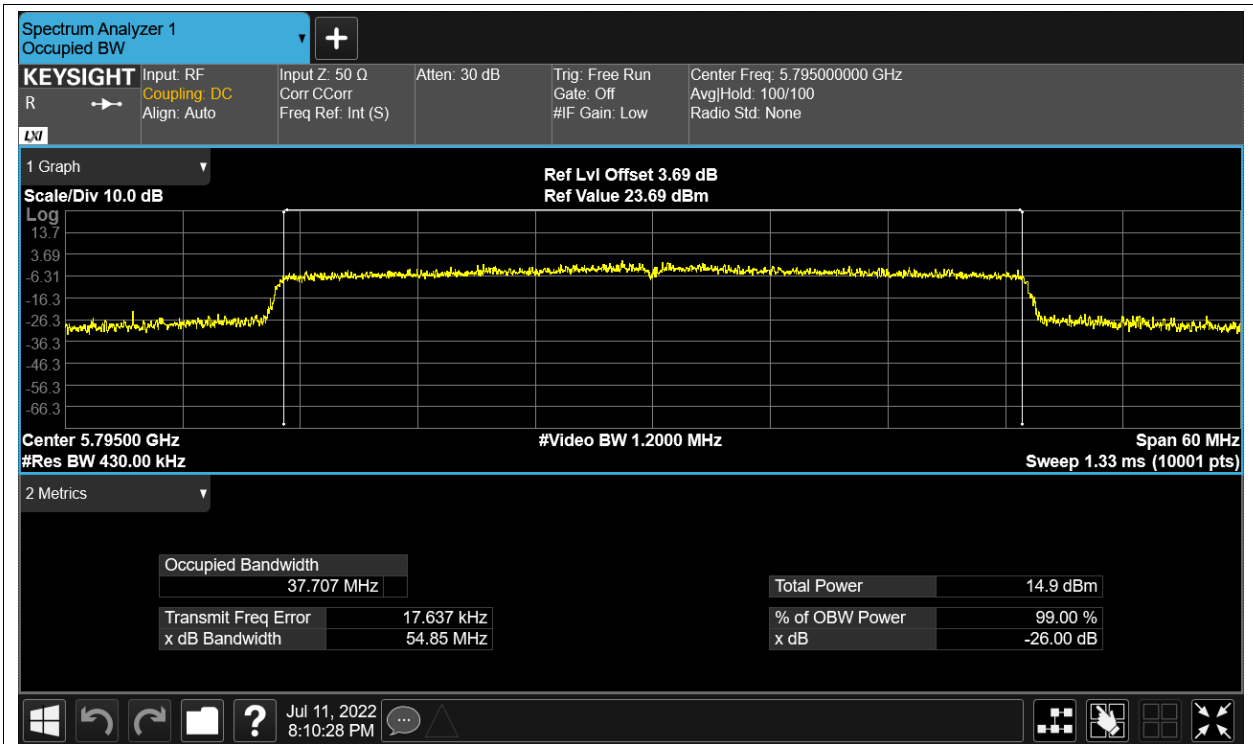 Spectrum Analyzer 1
Occupied BW
+
KEYSIGHT
R
LXI
Input: RF
Coupling: DC
Align: Auto
Input Z: 50 Ω
Corr CCorr
Freq Ref: Int (S)
Atten: 30 dB
Trig: Free Run
Gate: Off
#IF Gain: Low
Center Freq: 5.795000000 GHz
Avg|Hold: 100/100
Radio Std: None
1 Graph
Scale/Div 10.0 dB
Ref Lvl Offset 3.69 dB
Ref Value 23.69 dBm
Log
13.7
3.69
-6.31
-16.3
-26.3
-36.3
-46.3
-56.3
-66.3
Center 5.79500 GHz
#Res BW 430.00 kHz
#Video BW 1.2000 MHz
Span 60 MHz
Sweep 1.33 ms (10001 pts)
2 Metrics
Occupied Bandwidth
37.707 MHz
Transmit Freq Error 17.637 kHz
x dB Bandwidth 54.85 MHz
Total Power 14.9 dBm
% of OBW Power 99.00 %
x dB -26.00 dB
?
Jul 11, 2022
8:10:28 PM